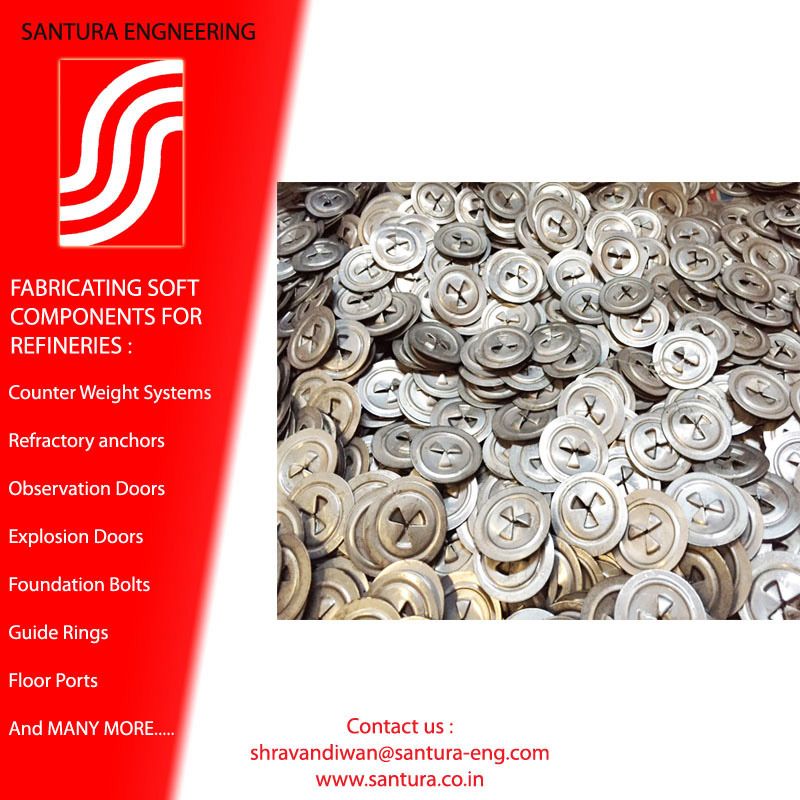 SANTURA ENGNEERING
FABRICATING SOFT
COMPONENTS FOR
REFINERIES :
Counter Weight Systems
Refractory anchors
Observation Doors
Explosion Doors
Foundation Bolts
Guide Rings
Floor Ports
And MANY MORE.....
Contact us :
shravandiwan@santura-eng.com
www.santura.co.in